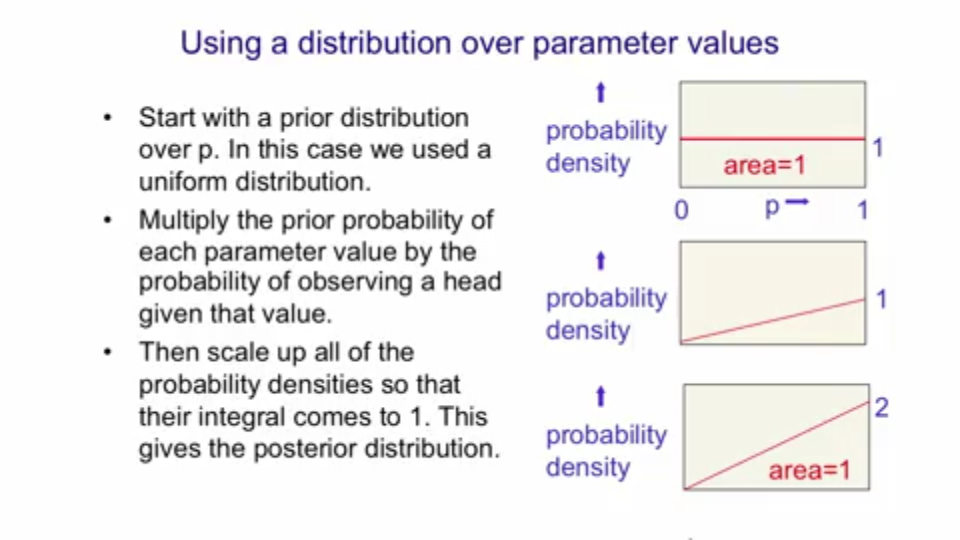 Using a distribution over parameter values
• Start with a prior distribution
over p. In this case we used a
uniform distribution.
• Multiply the prior probability of
each parameter value by the
probability of observing a head
given that value.
• Then scale up all of the
probability densities so that
their integral comes to 1. This
gives the posterior distribution.
probability
density
area=1
1
0
p
1
probability
density
1
probability
density
area=1
2